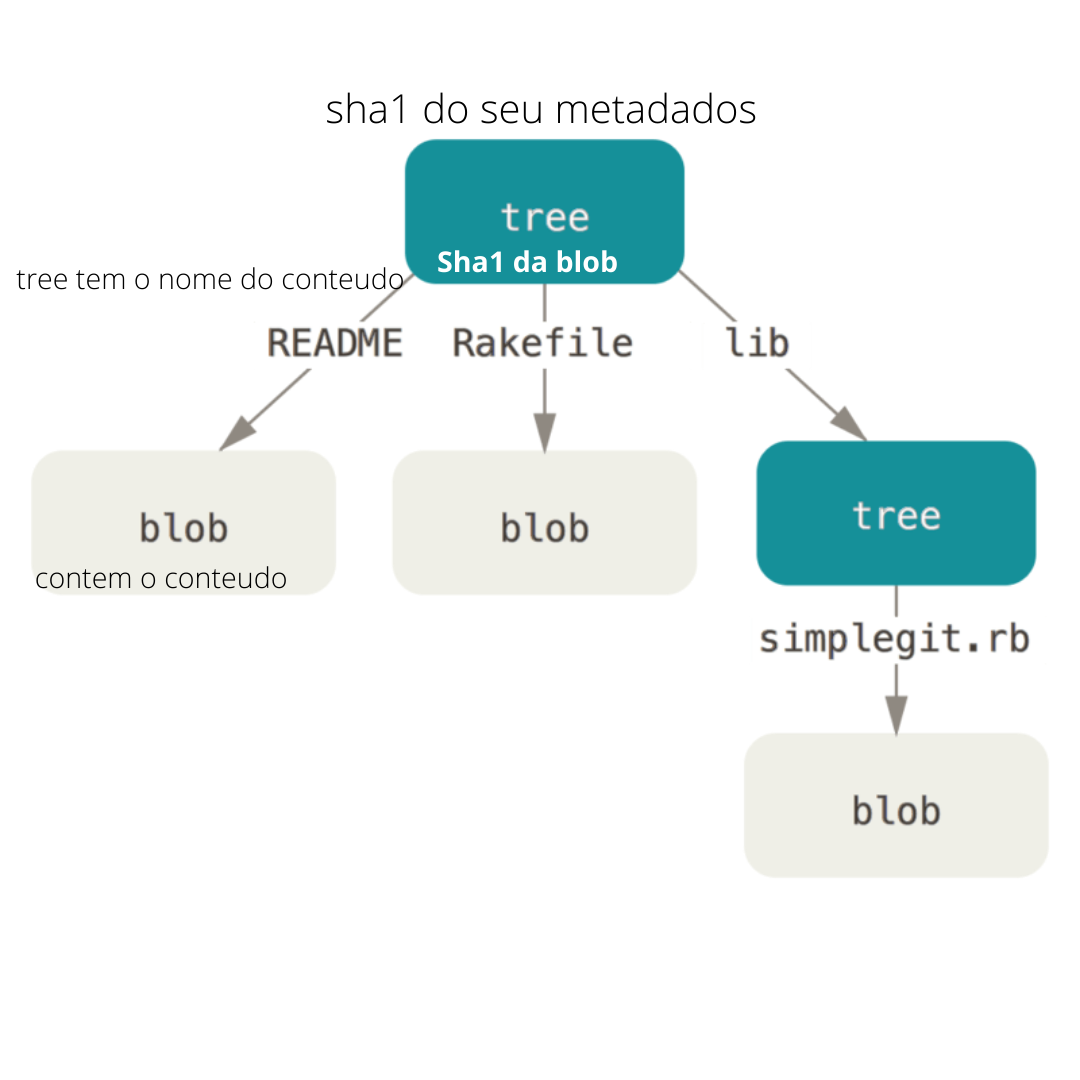 sha1 do seu metadados
tree
Sha1 da blob
tree tem o nome do conteudo
README
Rakefile
lib
blob
contem o conteudo
blob
tree
simplegit.rb
blob